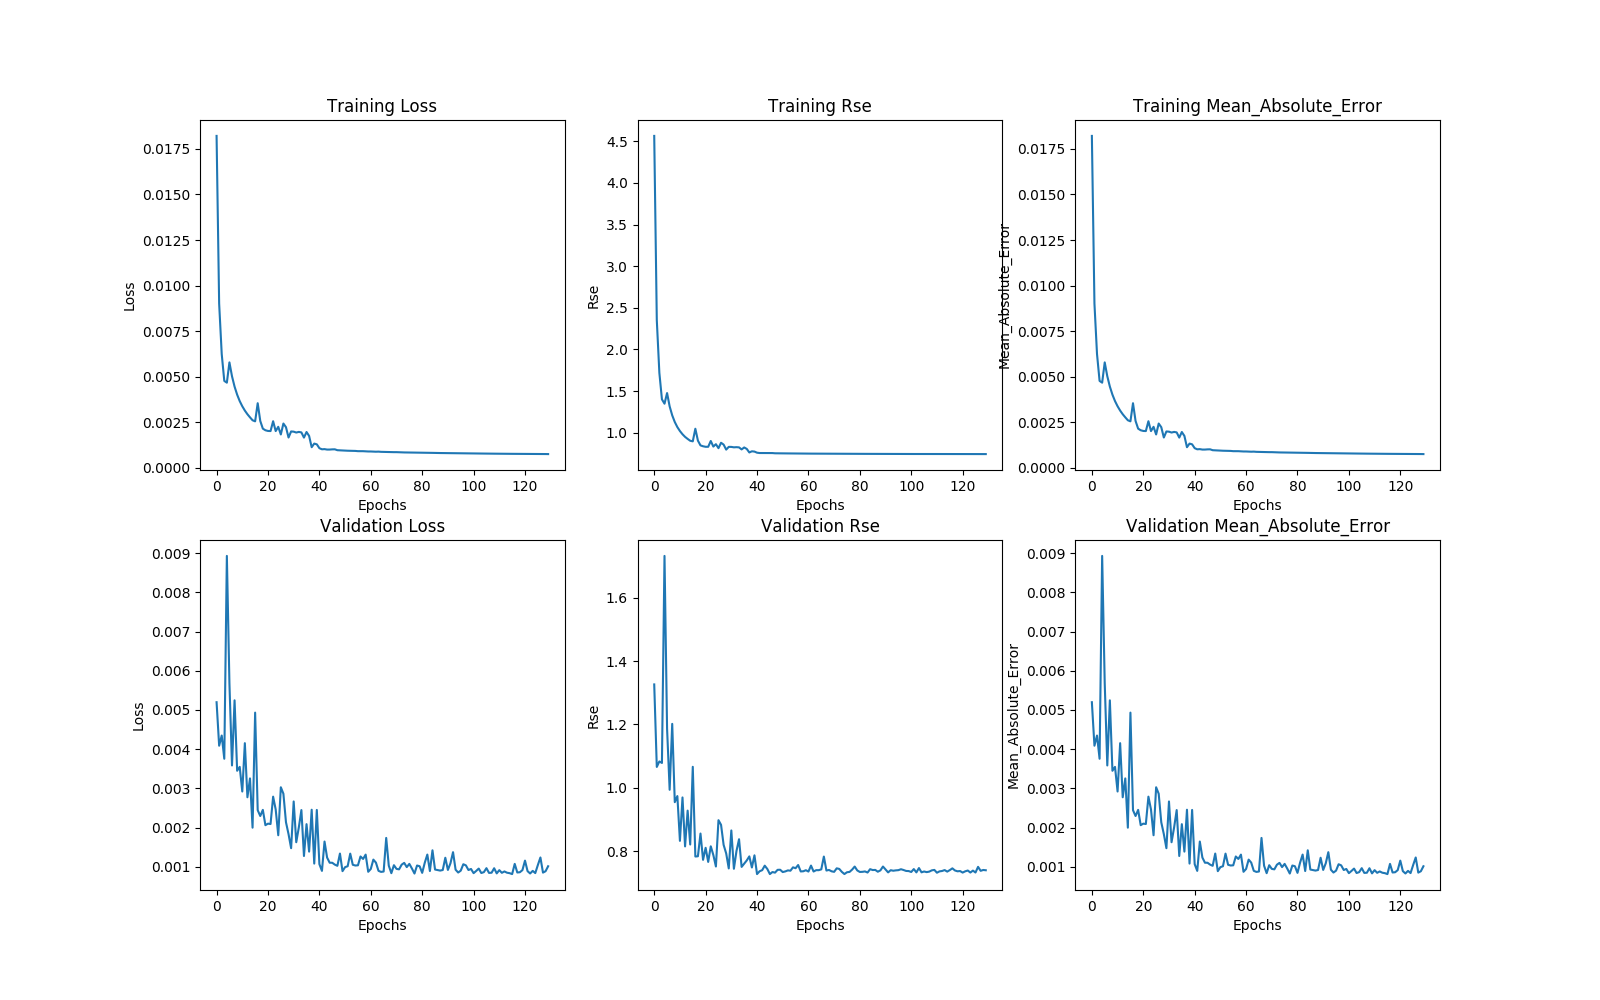 Training Loss
Training Rse
Training Mean_Absolute_Error
Loss
0.0175
0.0150
0.0125
0.0100
0.0075
0.0050
0.0025
0.0000
0 20 40 60 80 100 120
Epochs
Rse
4.5
4.0
3.5
3.0
2.5
2.0
1.5
1.0
0 20 40 60 80 100 120
Epochs
Mean_Absolute_Error
0.0175
0.0150
0.0125
0.0100
0.0075
0.0050
0.0025
0.0000
0 20 40 60 80 100 120
Epochs
Validation Loss
Validation Rse
Validation Mean_Absolute_Error
Loss
0.009
0.008
0.007
0.006
0.005
0.004
0.003
0.002
0.001
0 20 40 60 80 100 120
Epochs
Rse
1.6
1.4
1.2
1.0
0.8
0 20 40 60 80 100 120
Epochs
Mean_Absolute_Error
0.009
0.008
0.007
0.006
0.005
0.004
0.003
0.002
0.001
0 20 40 60 80 100 120
Epochs